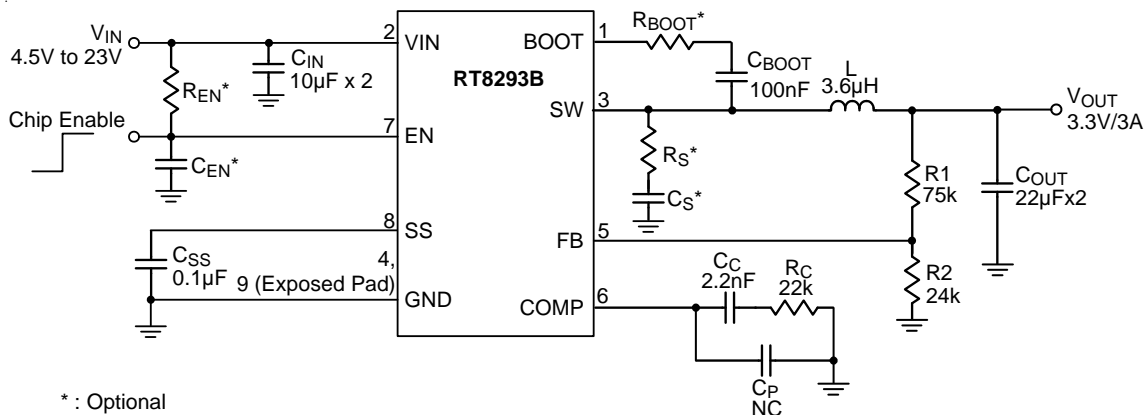 VIN
4.5V to 23V
REN*
CIN
10µF x 2
Chip Enable
CEN*
CSS
0.1µF
4,
9 (Exposed Pad)
2
7
8
VIN
EN
SS
GND
RT8293B
BOOT
SW
FB
COMP
1
3
5
6
RBOOT*
CBOOT
100nF
L
3.6µH
RS*
CS*
VOUT
3.3V/3A
R1
75k
COUT
22µFx2
R2
24k
CC
2.2nF
RC
22k
CP
NC
* : Optional